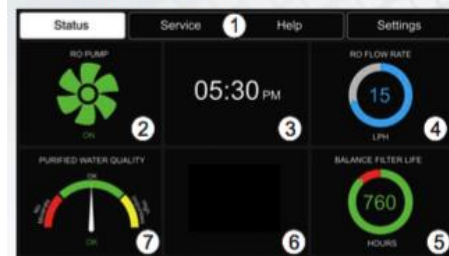 Status Service 1 Help Settings
RO PUMP
ON
2
05:30 PM
3
RO FLOW RATE
15
LPH
4
PURIFIED WATER QUALITY
OK
OK
7
6
BALANCE FILTER LIFE
760
HOURS
5